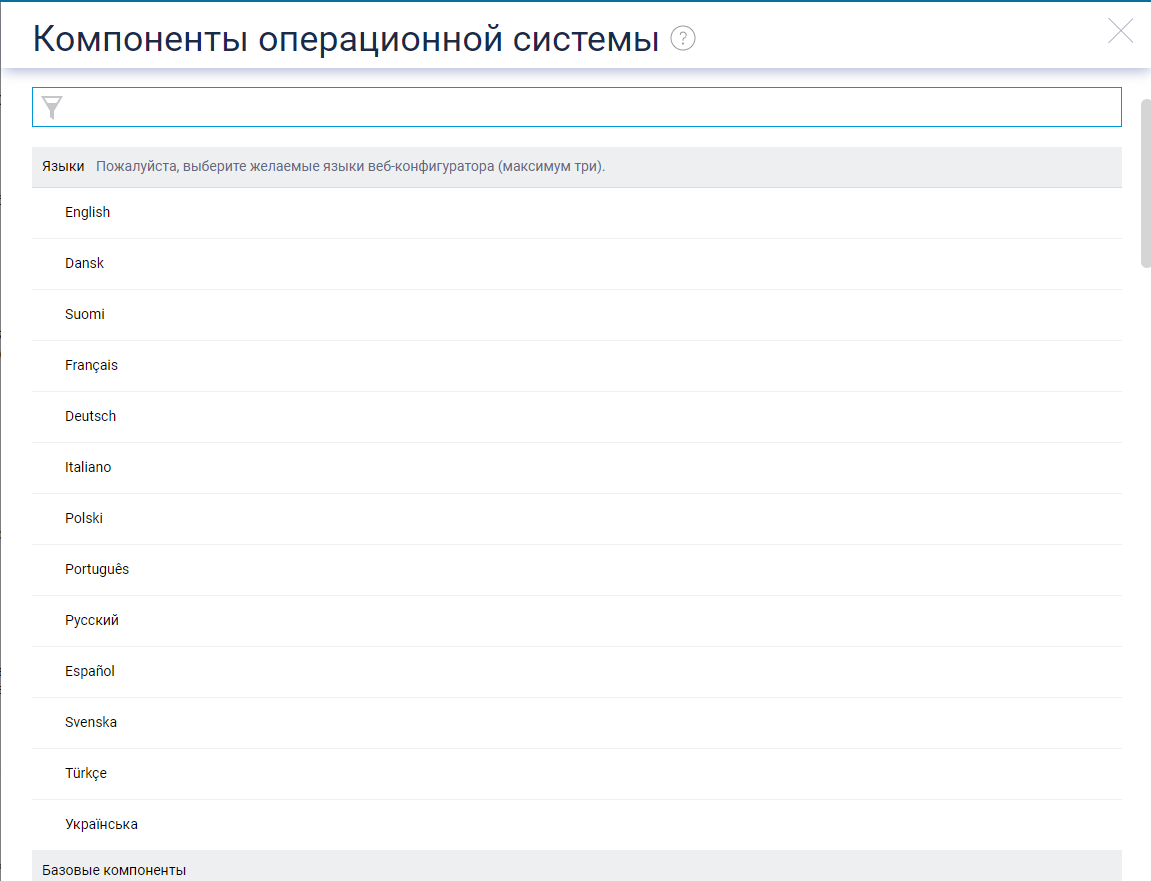 Компоненты операционной системы ?
Языки Пожалуйста, выберите желаемые языки веб-конфигуратора (максимум три).
English
Dansk
Suomi
Français
Deutsch
Italiano
Polski
Português
Русский
Español
Svenska
Türkçe
Українська
Базовые компоненты